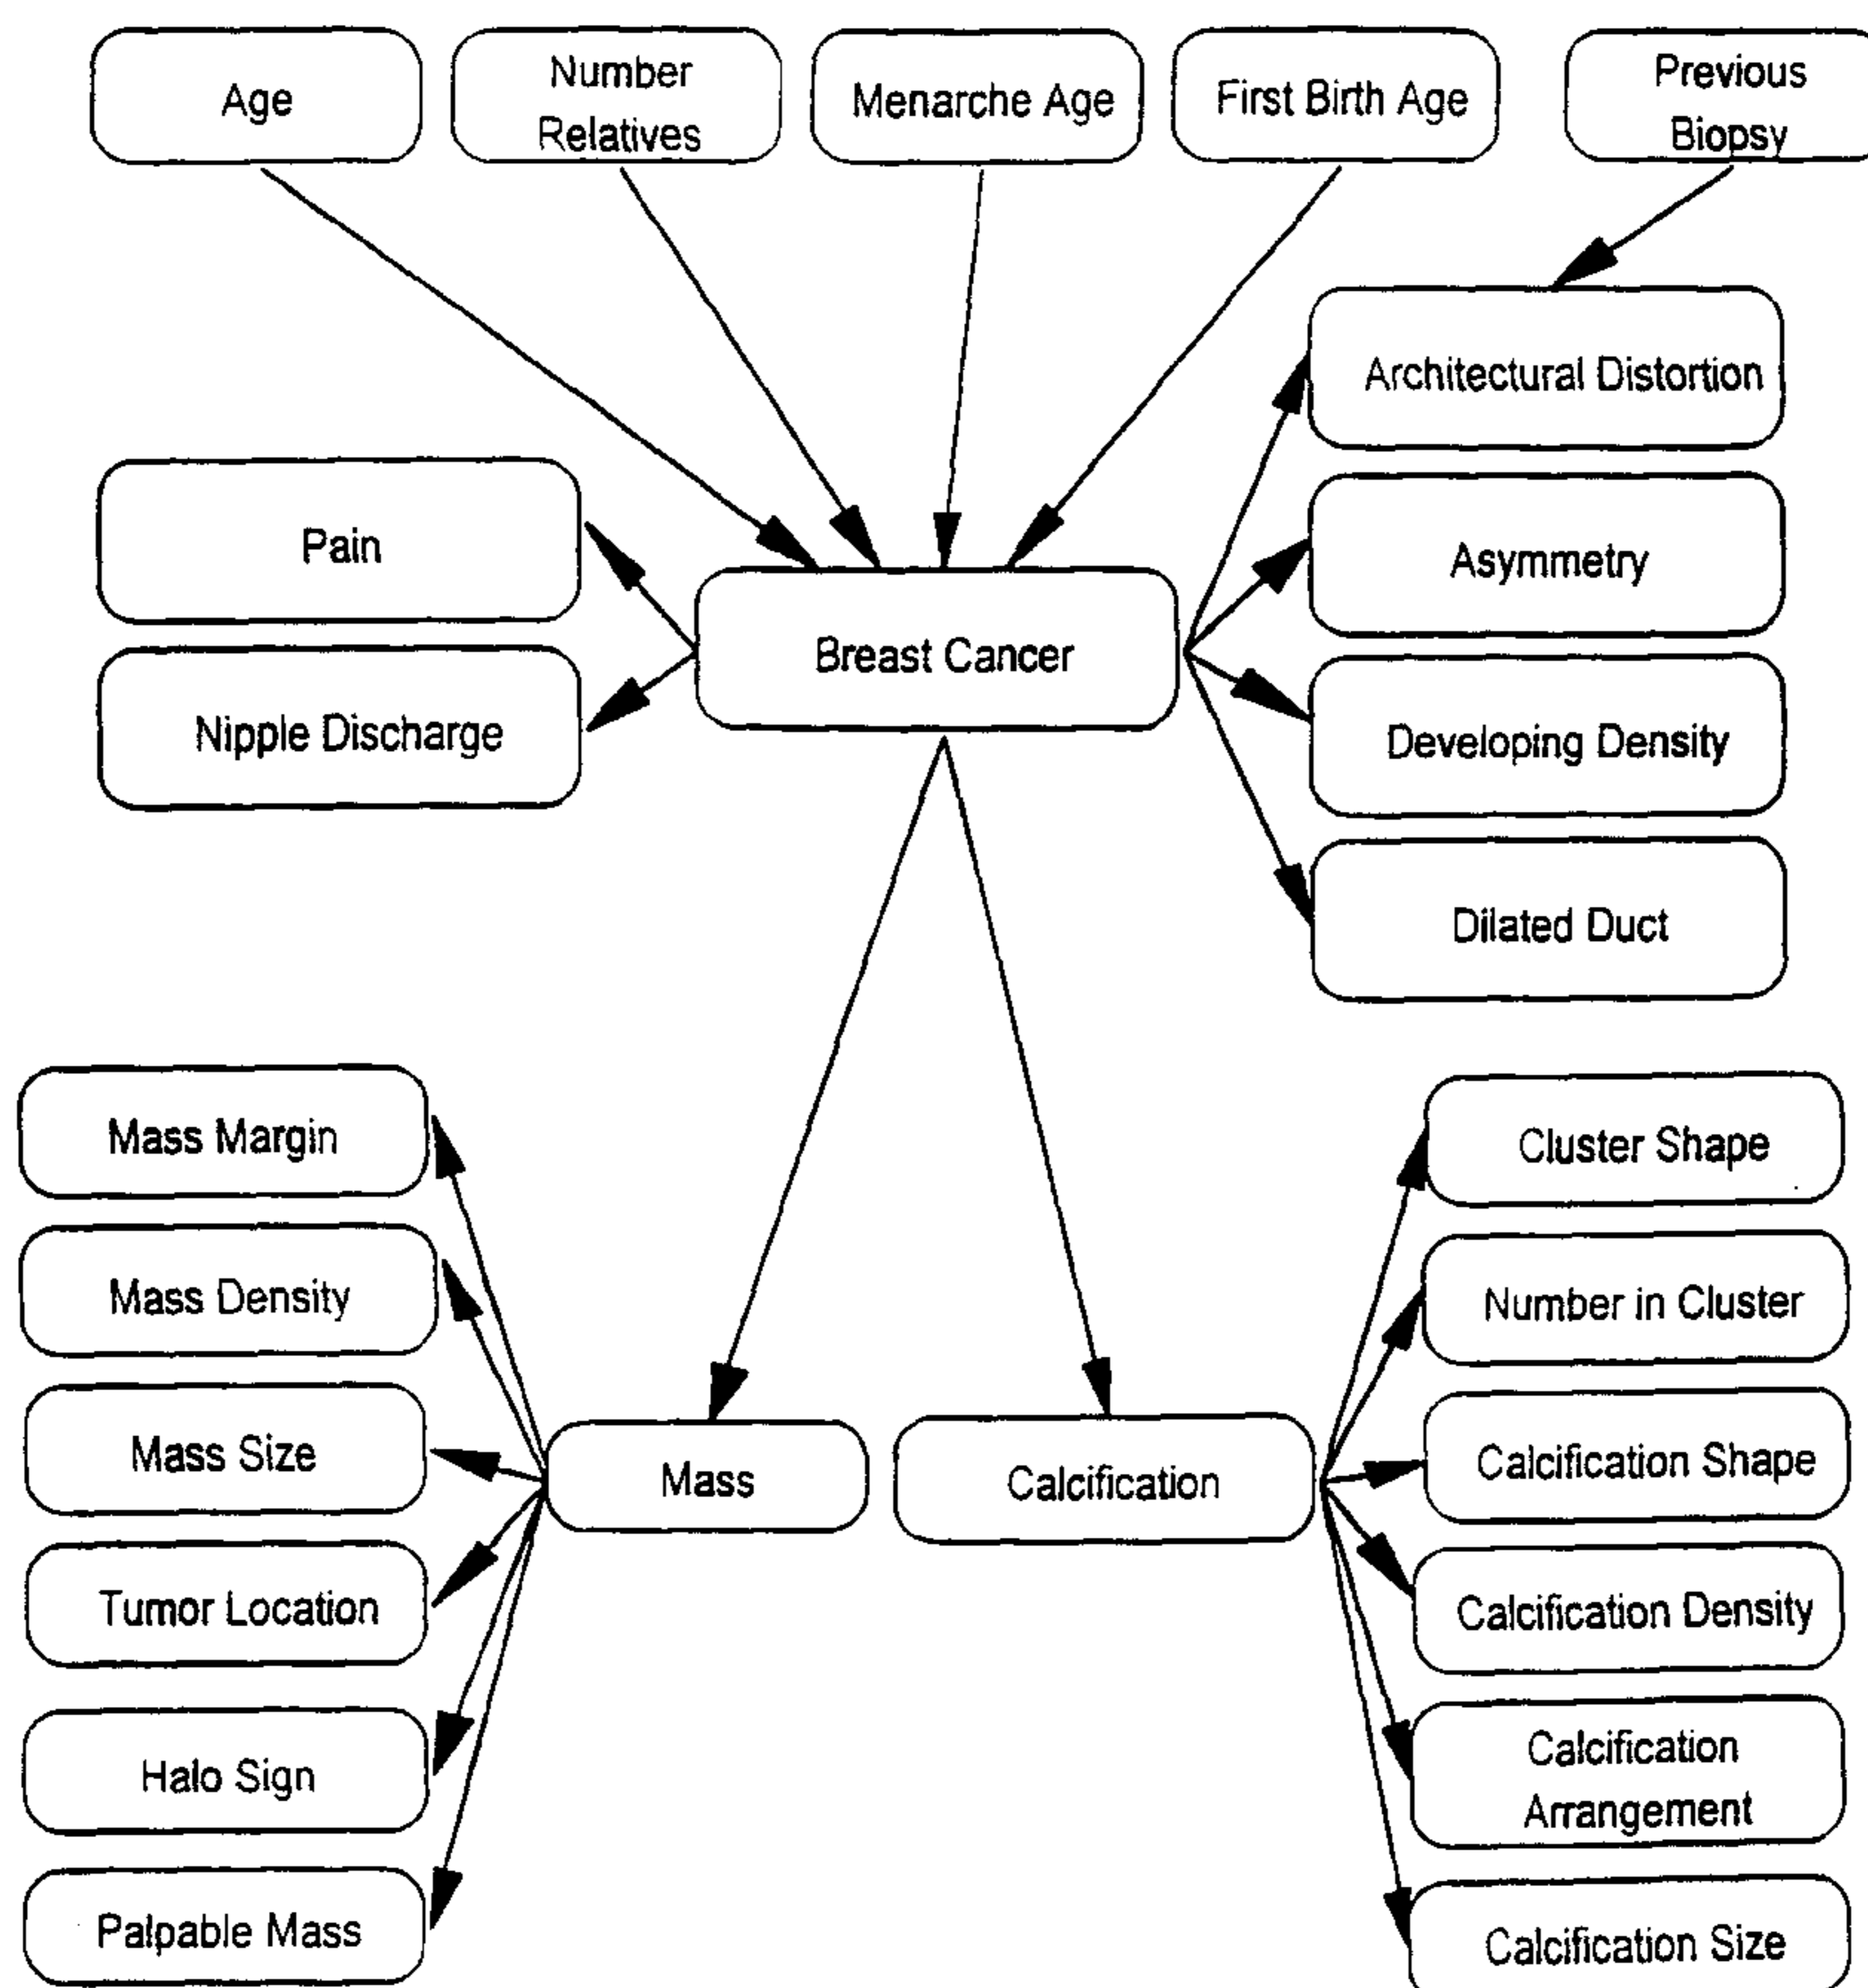 Age
Number
Relatives
Menarche Age
First Birth Age
Previous
Biopsy
Architectural Distortion
Pain
Asymmetry
Breast Cancer
Nipple Discharge
Developing Density
Dilated Duct
Mass Margin
Cluster Shape
Mass Density
Number in Cluster
Mass Size
Mass
Calcification
Calcification Shape
Tumor Location
Calcification Density
Halo Sign
Calcification
Arrangement
Palpable Mass
Calcification Size